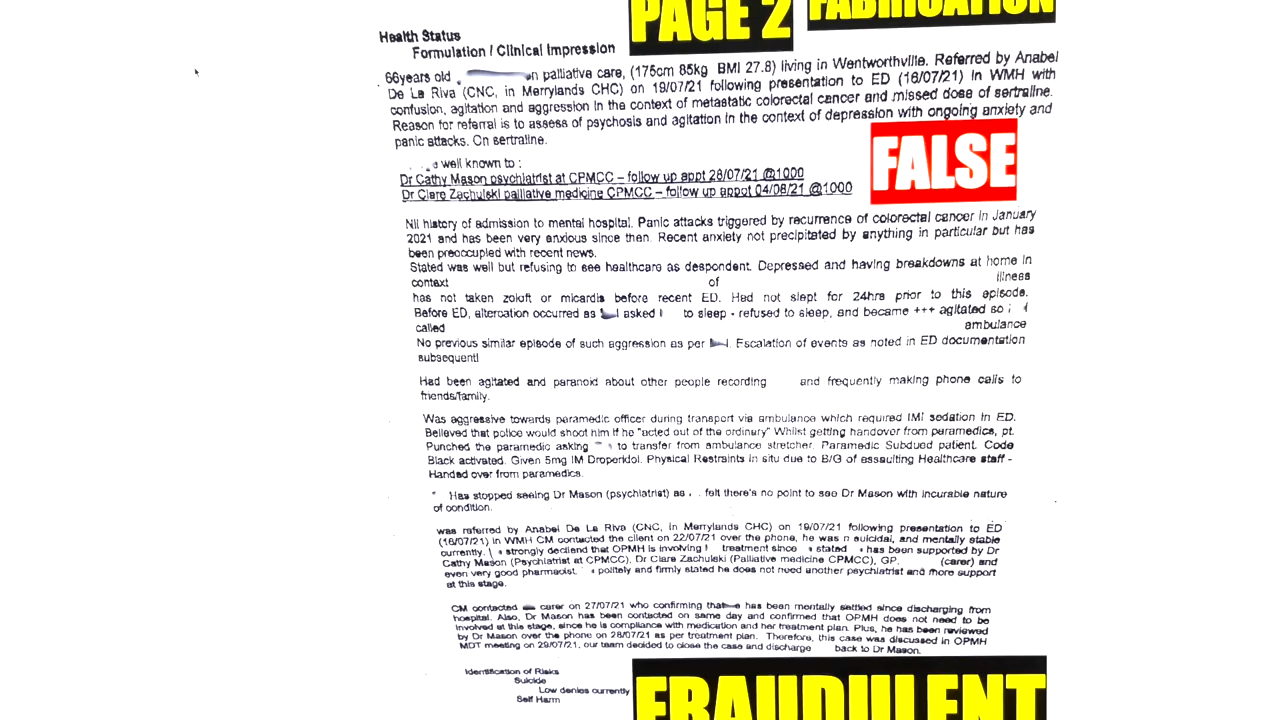 PAGE 2
FABRICATION
Health Status
Formulation / Clinical Impression
66years old n palliative care, (175cm 85kg BMI 27.8) living in Wentworthville. Referred by Anabel
De La Riva (CNC, in Merrylands CHC) on 19/07/21 following presentation to ED (16/07/21) in WMH with
confusion, agitation and aggression in the context of metastatic colorectal cancer and missed dose of sertraline.
Reason for referral is to assess of psychosis and agitation in the context of depression with ongoing anxiety and
panic attacks. On sertraline.
FALSE
well known to :
Dr Cathy Mason psychiatrist at CPMCC – follow up appt 28/07/21 @1000
Dr Clare Zachulski palliative medicine CPMCC – follow up appot 04/08/21 @1000
Nil history of admission to mental hospital. Panic attacks triggered by recurrence of colorectal cancer in January
2021 and has been very anxious since then. Recent anxiety not precipitated by anything in particular but has
been preoccupied with recent news.
Stated was well but refusing to see healthcare as despondent. Depressed and having breakdowns at home in
context of illness
has not taken zoloft or micardis before recent ED. Had not slept for 24hrs prior to this episode.
Before ED, altercation occurred as asked to sleep - refused to sleep, and became +++ agitated so
called ambulance
No previous similar episode of such aggression as per . Escalation of events as noted in ED documentation
subsequentl
Had been agitated and paranoid about other people recording and frequently making phone calls to
friends/family.
Was aggressive towards paramedic officer during transport via ambulance which required IMI sedation in ED.
Believed that police would shoot him if he "acted out of the ordinary" Whilst getting handover from paramedics, pt.
Punched the paramedic asking to transfer from ambulance stretcher. Paramedic Subdued patient. Code
Black activated. Given 5mg IM Droperidol. Physical Restraints in situ due to B/G of assaulting Healthcare staff -
Handed over from paramedics.
* Has stopped seeing Dr Mason (psychiatrist) as felt there's no point to see Dr Mason with incurable nature
of condition.
was referred by Anabel De La Riva (CNC, in Merrylands CHC) on 19/07/21 following presentation to ED
(16/07/21) in WMH CM contacted the client on 22/07/21 over the phone, he was n suicidal, and mentally stable
currently. strongly decliend that OPMH is involving treatment since stated has been supported by Dr
Cathy Mason (Psychiatrist at CPMCC), Dr Clare Zachulski (Palliative medicine CPMCC), GP, (carer) and
even very good pharmacist. politely and firmly stated he does not need another psychiatrist and more support
at this stage.
CM contacted carer on 27/07/21 who confirming that has been mentally settled since discharging from
hospital. Also, Dr Mason has been contacted on same day and confirmed that OPMH does not need to be
involved at this stage, since he is compliance with medication and her treatment plan. Plus, he has been reviewed
by Dr Mason over the phone on 28/07/21 as per treatment plan. Therefore, this case was discussed in OPMH
MDT meeting on 29/07/21, our team decided to close the case and discharge back to Dr Mason.
Identification of Risks
Suicide
Low denies currently
Self Harm
FRAUDULENT